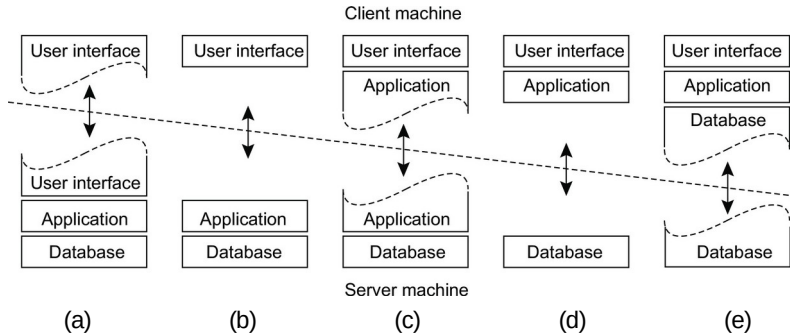 Client machine
User interface User interface User interface User interface User interface
Application Application Application
Database
User interface
Application Application Application
Database Database Database Database Database
Server machine
(a) (b) (c) (d) (e)